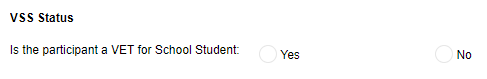 VSS Status
Is the participant a VET for School Student: Yes No